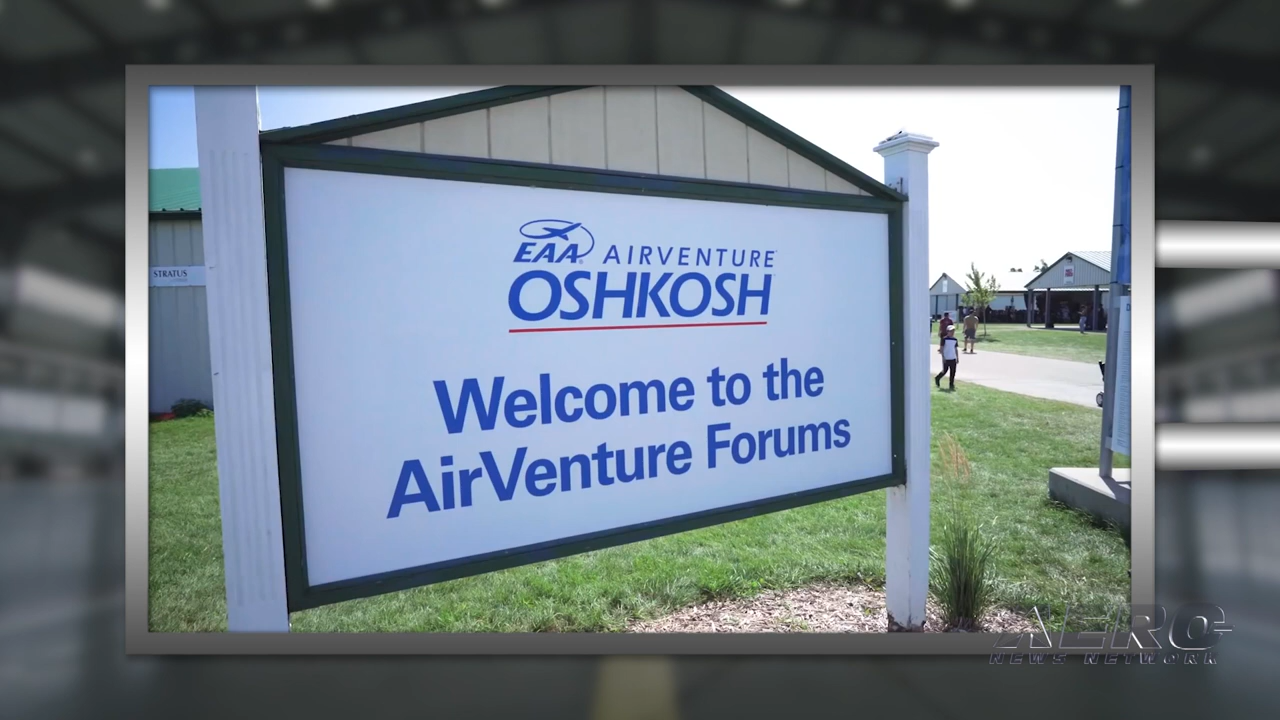 EAA AIRVENTURE
OSHKOSH
Welcome to the
AirVenture Forums
STRATUS
AERO
NEWS NETWORK